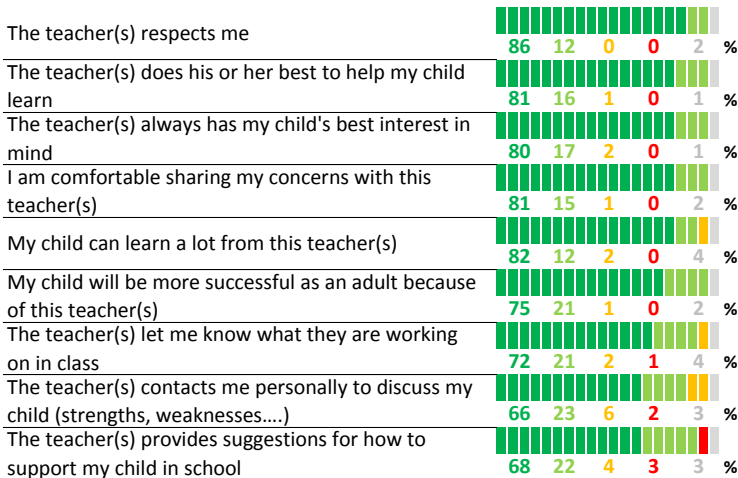 The teacher(s) respects me
86 12 0 0 2 %
The teacher(s) does his or her best to help my child
learn
81 16 1 0 1 %
The teacher(s) always has my child's best interest in
mind
80 17 2 0 1 %
I am comfortable sharing my concerns with this
teacher(s)
81 15 1 0 2 %
My child can learn a lot from this teacher(s)
82 12 2 0 4 %
My child will be more successful as an adult because
of this teacher(s)
75 21 1 0 2 %
The teacher(s) let me know what they are working
on in class
72 21 2 1 4 %
The teacher(s) contacts me personally to discuss my
child (strengths, weaknesses....)
66 23 6 2 3 %
The teacher(s) provides suggestions for how to
support my child in school
68 22 4 3 3 %